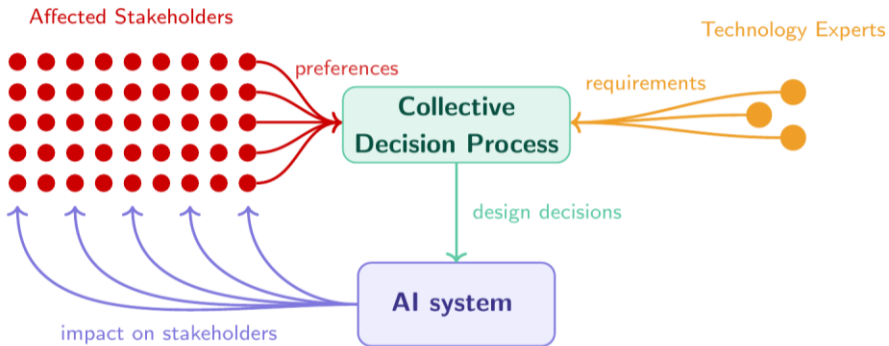 Affected Stakeholders
Technology Experts
preferences
requirements
Collective
Decision Process
design decisions
AI system
impact on stakeholders